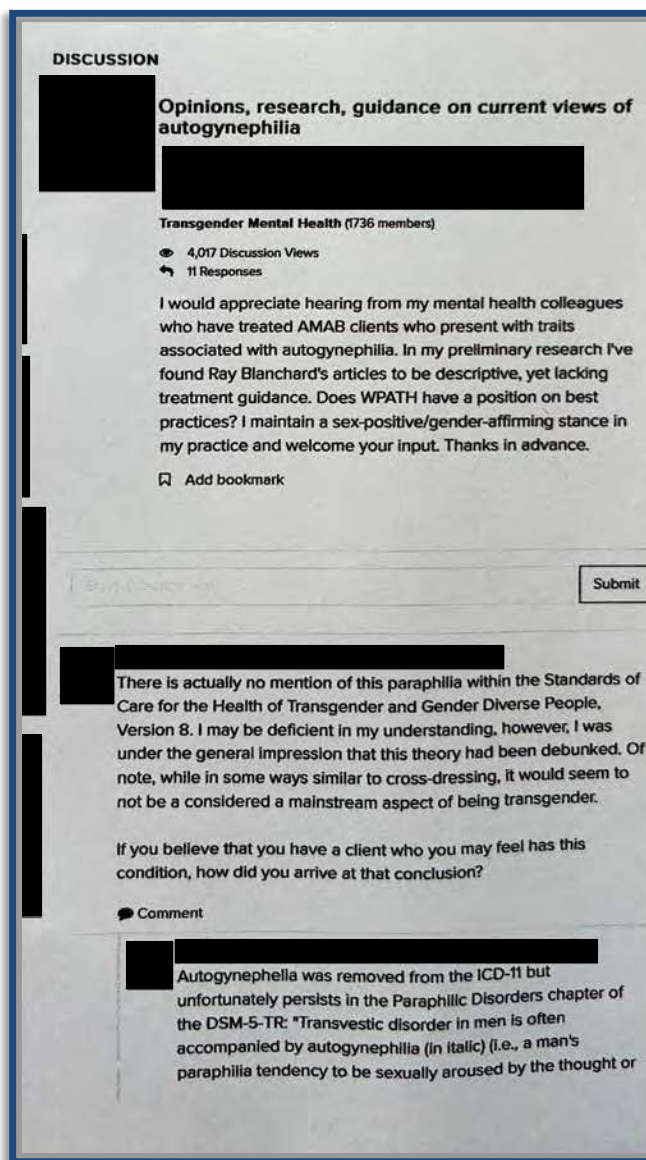 DISCUSSION
Opinions, research, guidance on current views of
autogynephilia
Transgender Mental Health (1736 members)
4,017 Discussion Views
11 Responses
I would appreciate hearing from my mental health colleagues
who have treated AMAB clients who present with traits
associated with autogynephilia. In my preliminary research I've
found Ray Blanchard's articles to be descriptive, yet lacking
treatment guidance. Does WPATH have a position on best
practices? I maintain a sex-positive/gender-affirming stance in
my practice and welcome your input. Thanks in advance.
Add bookmark
Submit
There is actually no mention of this paraphilia within the Standards of
Care for the Health of Transgender and Gender Diverse People,
Version 8. I may be deficient in my understanding, however, I was
under the general impression that this theory had been debunked. Of
note, while in some ways similar to cross-dressing, it would seem to
not be a considered a mainstream aspect of being transgender.
If you believe that you have a client who you may feel has this
condition, how did you arrive at that conclusion?
Comment
Autogynephelia was removed from the ICD-11 but
unfortunately persists in the Paraphilic Disorders chapter of
the DSM-5-TR: "Transvestic disorder in men is often
accompanied by autogynephilia (in italic) (i.e., a man's
paraphilia tendency to be sexually aroused by the thought or